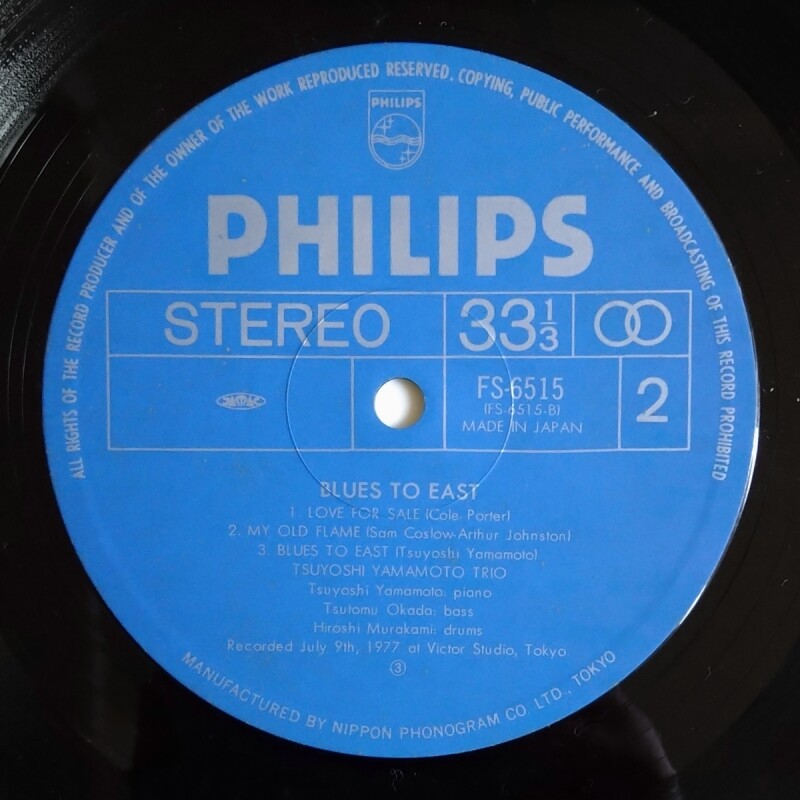 ALL RIGHTS OF THE RECORD PRODUCER AND OF THE OWNER OF THE WORK REPRODUCED RESERVED. COPYING, PUBLIC PERFORMANCE AND BROADCASTING OF THIS RECORD PROHIBITED
PHILIPS
PHILIPS
STEREO 33 1/3
FS-6515
(FS-6515-B)
MADE IN JAPAN
2
BLUES TO EAST
1. LOVE FOR SALE (Cole Porter)
2. MY OLD FLAME (Sam Coslow-Arthur Johnston)
3. BLUES TO EAST (Tsuyoshi Yamamoto)
TSUYOSHI YAMAMOTO TRIO
Tsuyoshi Yamamoto: piano
Tsutomu Okada: bass
Hiroshi Murakami: drums
Recorded July 9th, 1977 at Victor Studio, Tokyo
③
MANUFACTURED BY NIPPON PHONOGRAM CO. LTD., TOKYO